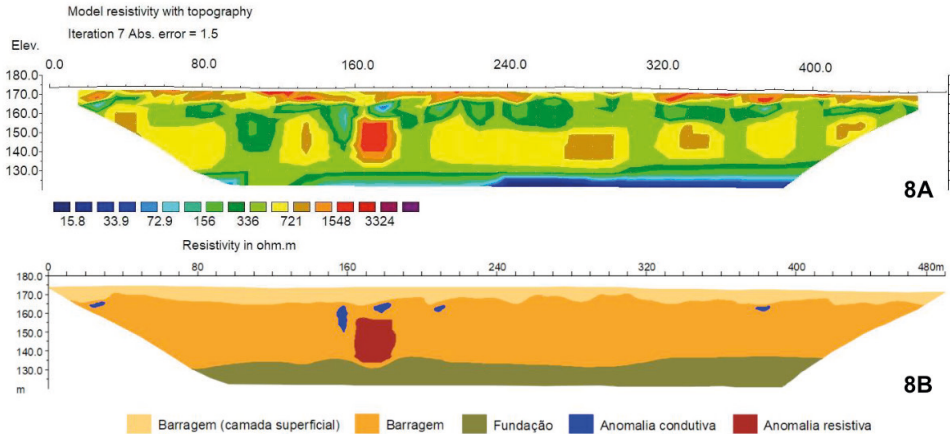 Model resistivity with topography
Iteration 7 Abs. error = 1.5
Elev.
0.0 80.0 160.0 240.0 320.0 400.0
180.0
170.0
160.0
150.0
140.0
130.0
8A
15.8 33.9 72.9 156 336 721 1548 3324
Resistivity in ohm.m
0 80 160 240 320 400 480m
180.0
170.0
160.0
150.0
140.0
130.0
m
8B
Barragem (camada superficial) Barragem Fundação Anomalia condutiva Anomalia resistiva